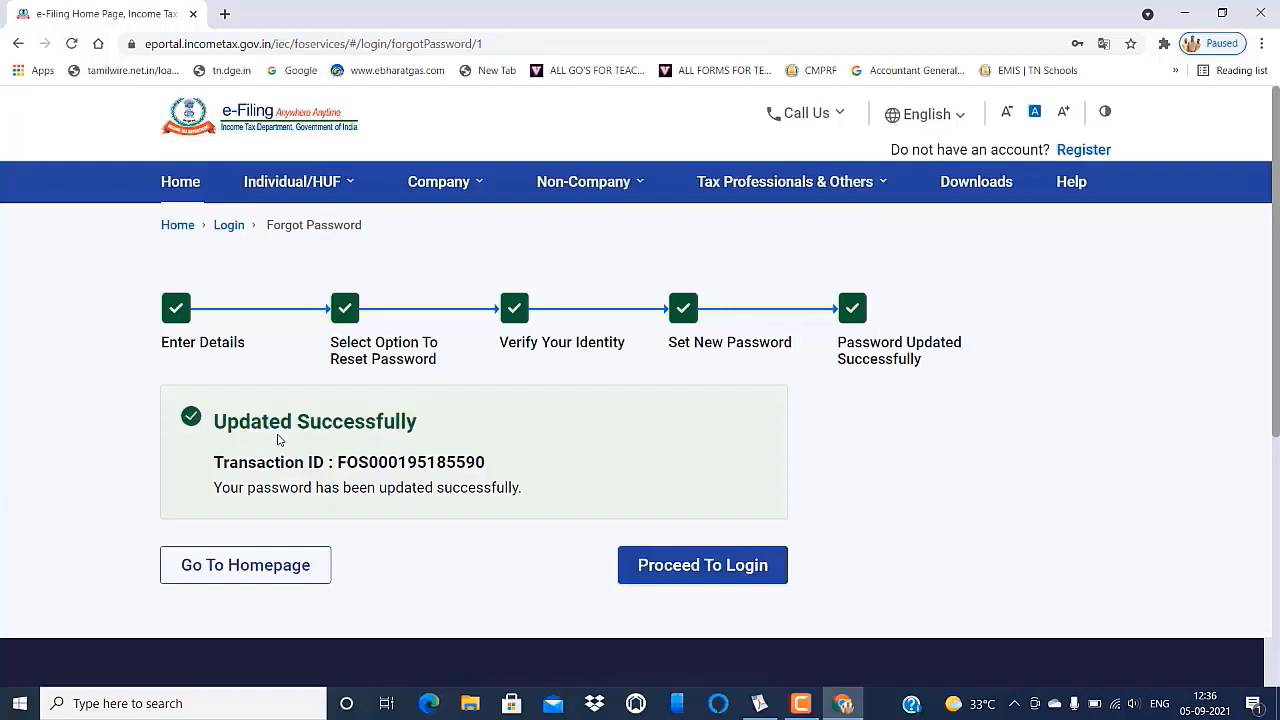 e-Filing Home Page, Income Tax
eportal.incometax.gov.in/iec/foservices/#/login/forgotPassword/1
Paused
Apps
tamilwire.net.in/loa...
tn.dge.in
Google
www.ebharatgas.com
New Tab
ALL GO'S FOR TEAC...
ALL FORMS FOR TE...
CMPRF
Accountant General...
EMIS | TN Schools
»
Reading list
e-Filing Anywhere Anytime
Income Tax Department, Government of India
Call Us
English
A-
A
A+
Do not have an account? Register
Home
Individual/HUF
Company
Non-Company
Tax Professionals & Others
Downloads
Help
Home › Login › Forgot Password
Enter Details
Select Option To
Reset Password
Verify Your Identity
Set New Password
Password Updated
Successfully
Updated Successfully
Transaction ID : FOS000195185590
Your password has been updated successfully.
Go To Homepage
Proceed To Login
Type here to search
33°C
ENG
12:36
05-09-2021